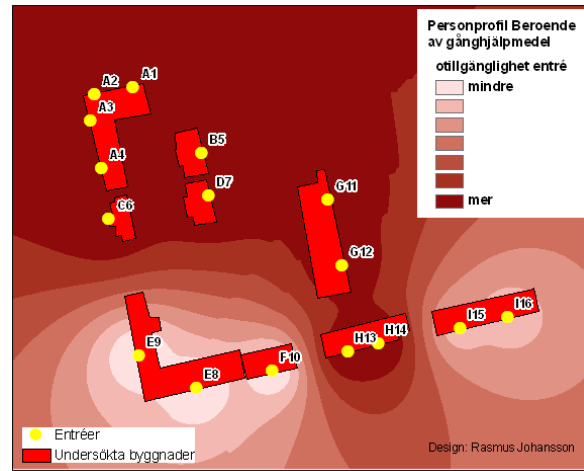 Personprofil Beroende
av gånghjälpmedel
otillgänglighet entré
mindre
mer
A1
A2
A3
A4
B5
D7
C6
G11
G12
H14
H13
I16
I15
E9
F10
E8
Entréer
Undersökta byggnader
Design: Rasmus Johansson